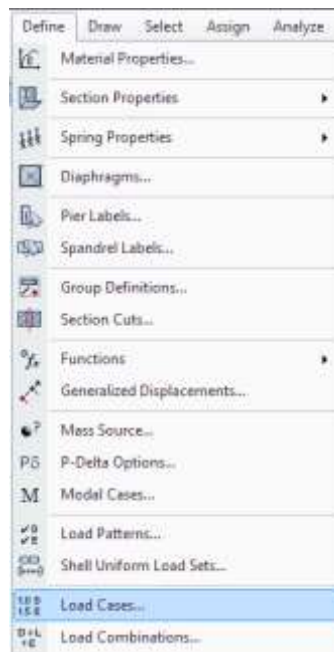 Define Draw Select Assign Analyze
Material Properties...
Section Properties
Spring Properties
Diaphragms...
Pier Labels...
Spandrel Labels...
Group Definitions...
Section Cuts...
Functions
Generalized Displacements...
Mass Source...
Pδ P-Delta Options...
M Modal Cases...
Load Patterns...
Shell Uniform Load Sets...
Load Cases...
Load Combinations...